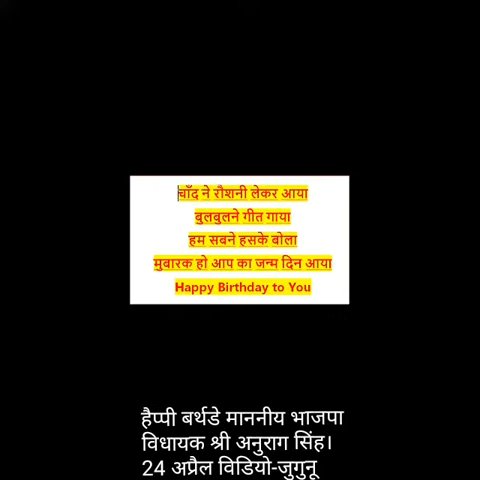 चाँद ने रौशनी लेकर आया
बुलबुलने गीत गाया
हम सबने हसके बोला
मुबारक हो आप का जन्म दिन आया
Happy Birthday to You
हैप्पी बर्थडे माननीय भाजपा
विधायक श्री अनुराग सिंह।
24 अप्रैल विडियो-जुगुनू